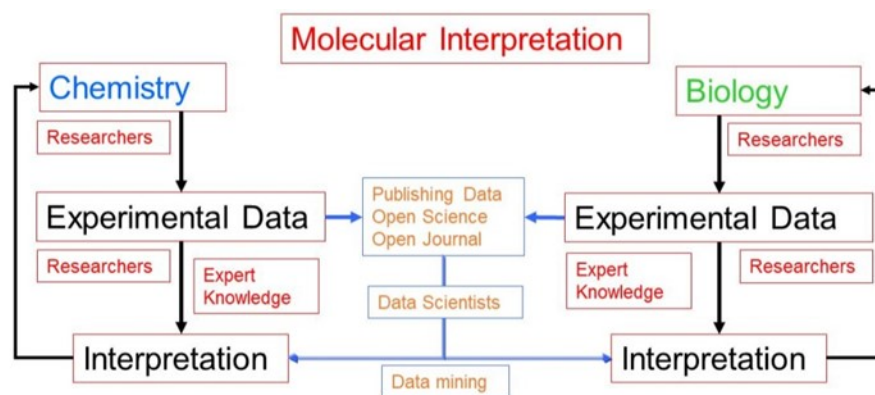 Molecular Interpretation
Chemistry
Biology
Researchers
Researchers
Experimental Data
Publishing Data
Open Science
Open Journal
Experimental Data
Researchers
Expert
Knowledge
Data Scientists
Expert
Knowledge
Researchers
Interpretation
Data mining
Interpretation